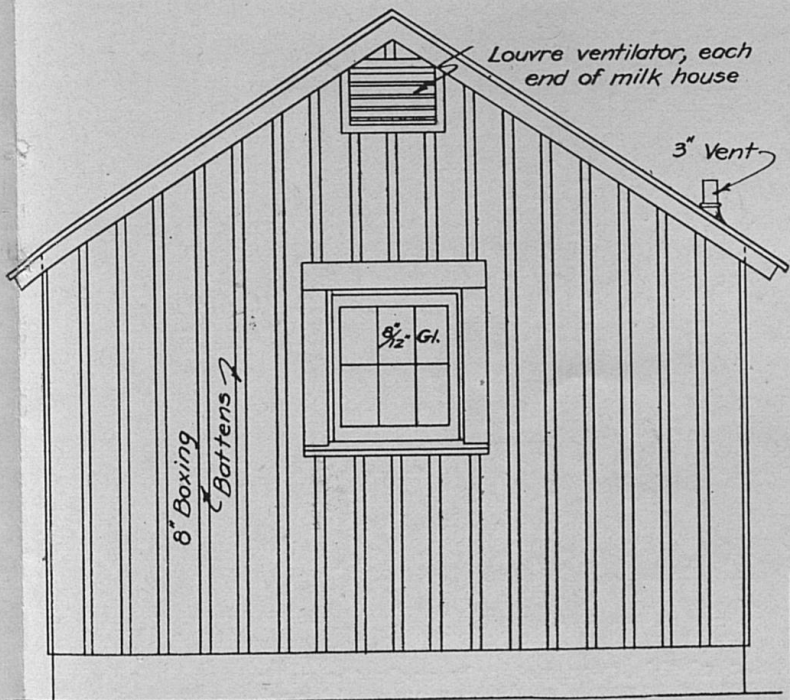 Louvre ventilator, each
end of milk house
3" Vent
8"/12" Gl.
8" Boxing
Battens